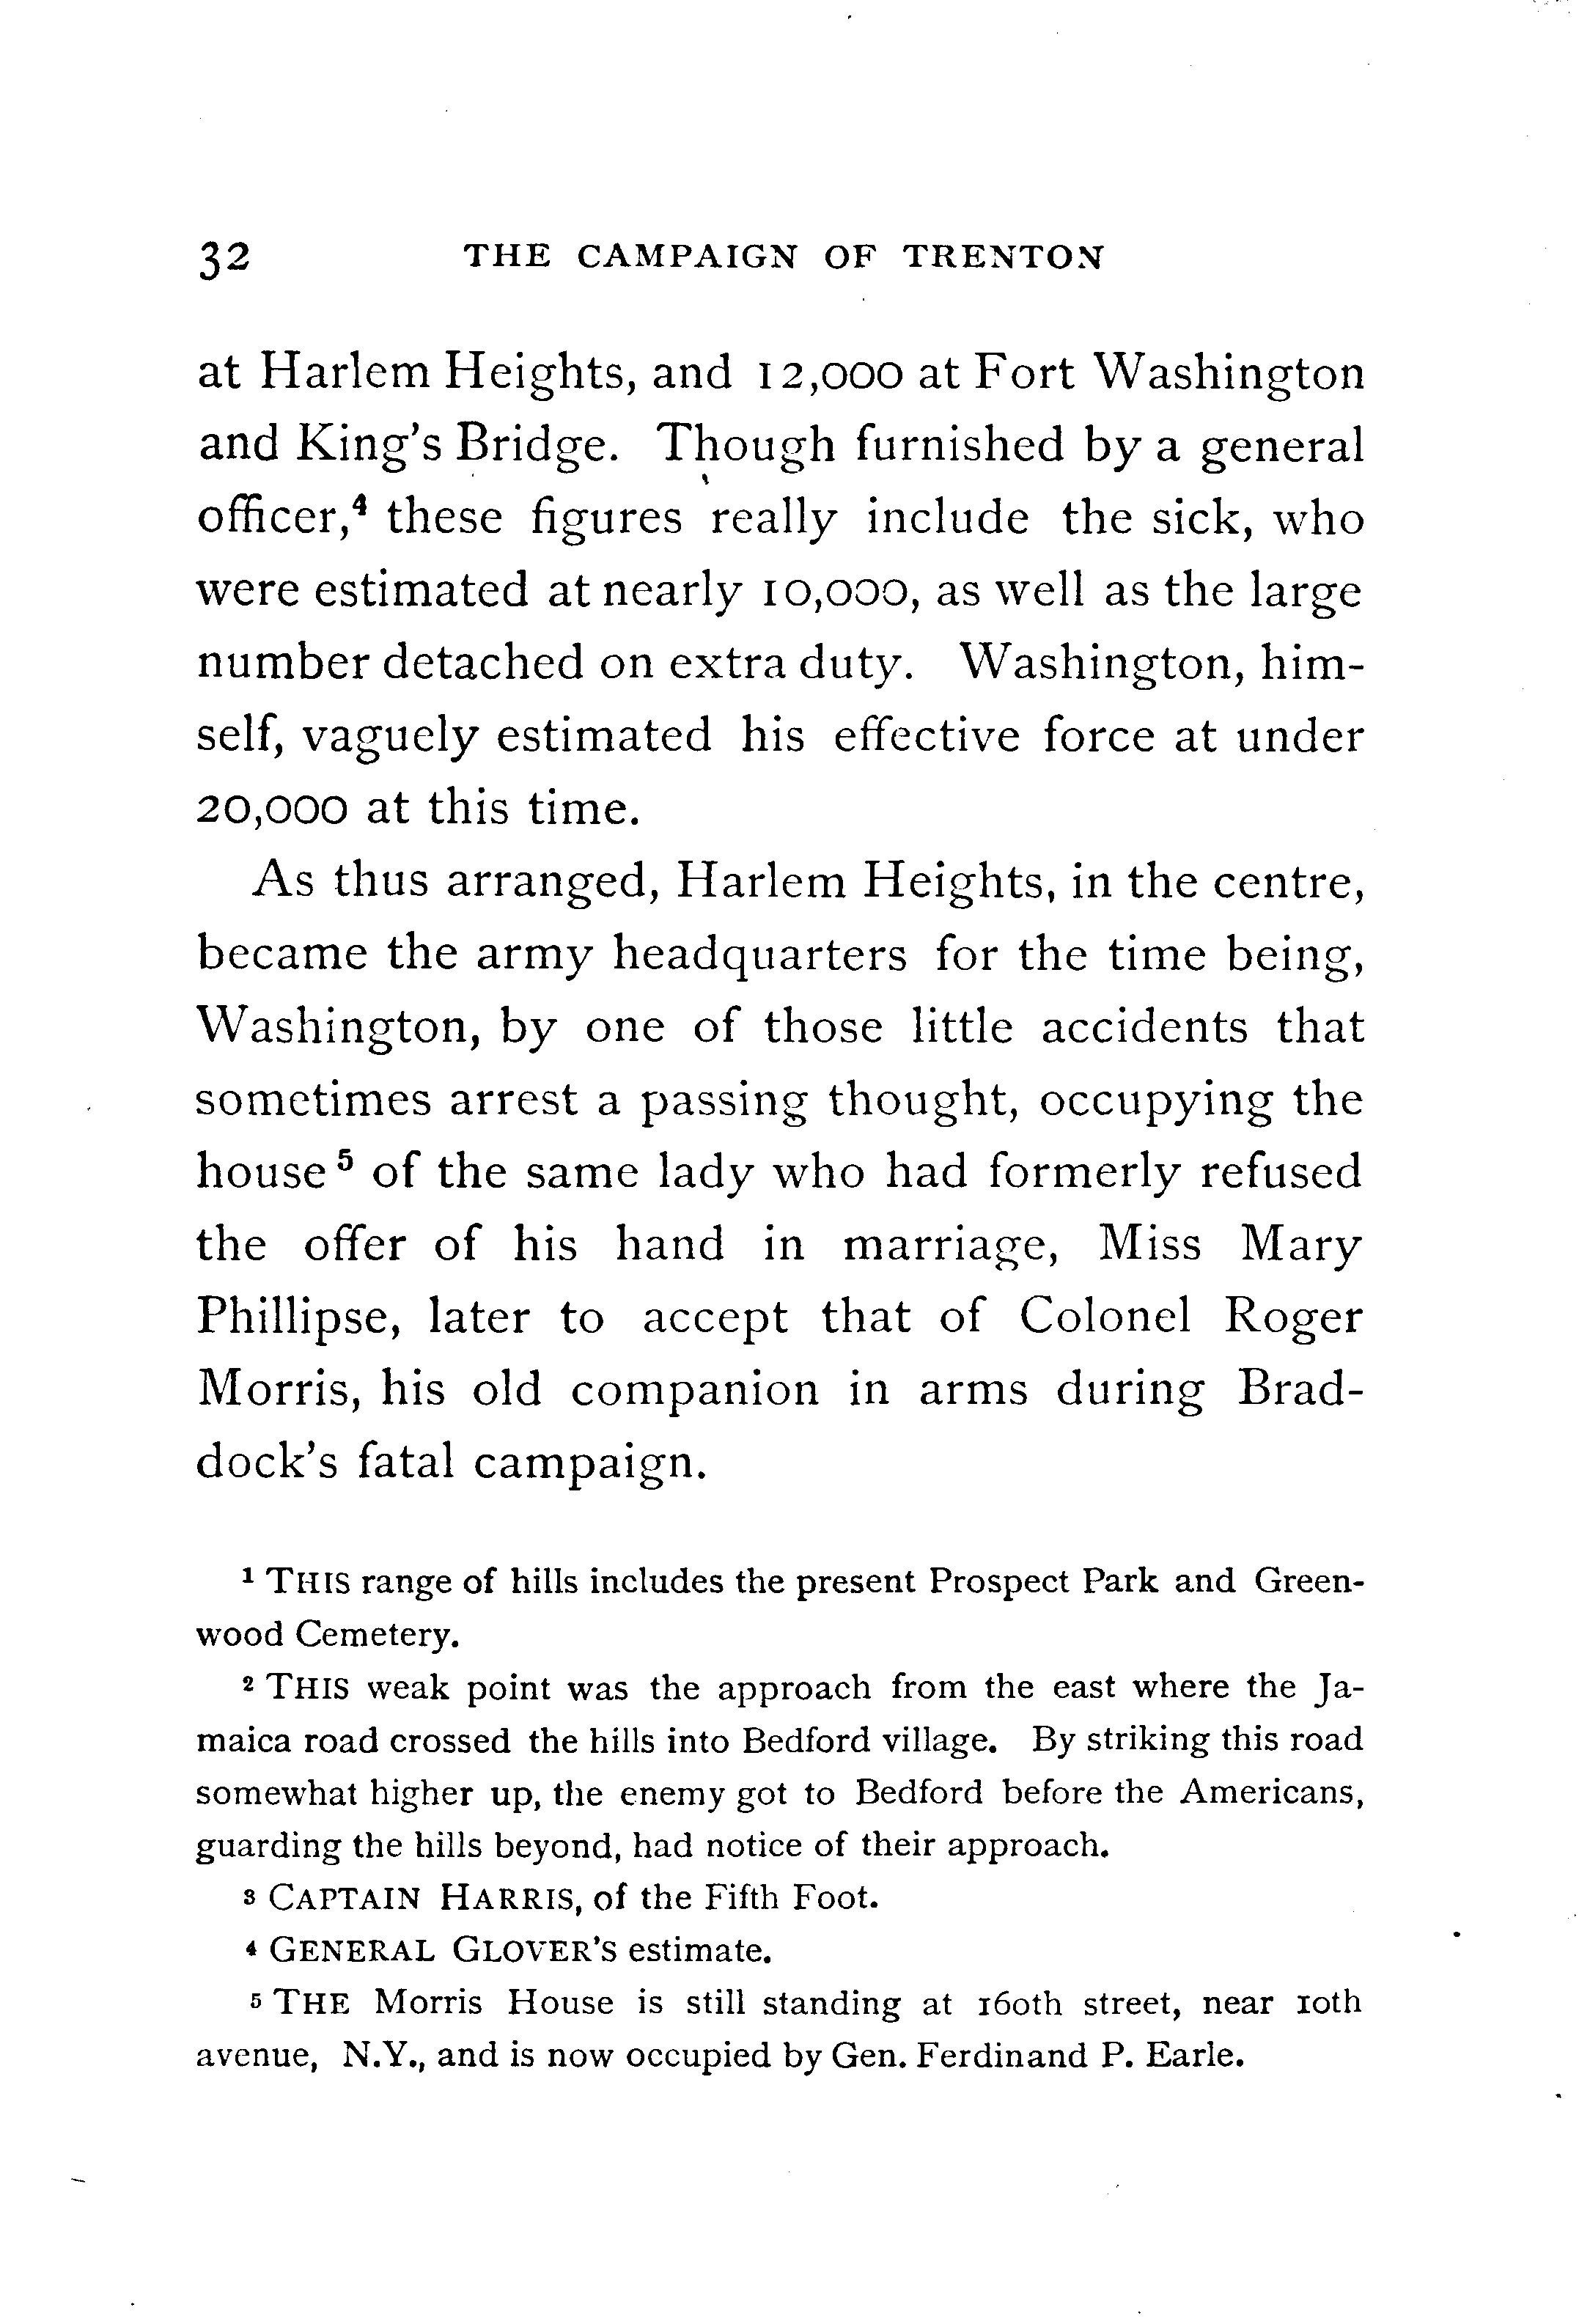 32 THE CAMPAIGN OF TRENTON
at Harlem Heights, and 12,000 at Fort Washington
and King's Bridge. Though furnished by a general
officer,⁴ these figures really include the sick, who
were estimated at nearly 10,000, as well as the large
number detached on extra duty. Washington, him-
self, vaguely estimated his effective force at under
20,000 at this time.
As thus arranged, Harlem Heights, in the centre,
became the army headquarters for the time being,
Washington, by one of those little accidents that
sometimes arrest a passing thought, occupying the
house⁵ of the same lady who had formerly refused
the offer of his hand in marriage, Miss Mary
Phillipse, later to accept that of Colonel Roger
Morris, his old companion in arms during Brad-
dock's fatal campaign.
¹ THIS range of hills includes the present Prospect Park and Green-
wood Cemetery.
² THIS weak point was the approach from the east where the Ja-
maica road crossed the hills into Bedford village. By striking this road
somewhat higher up, the enemy got to Bedford before the Americans,
guarding the hills beyond, had notice of their approach.
³ CAPTAIN HARRIS, of the Fifth Foot.
⁴ GENERAL GLOVER'S estimate.
⁵ THE Morris House is still standing at 160th street, near 10th
avenue, N.Y., and is now occupied by Gen. Ferdinand P. Earle.